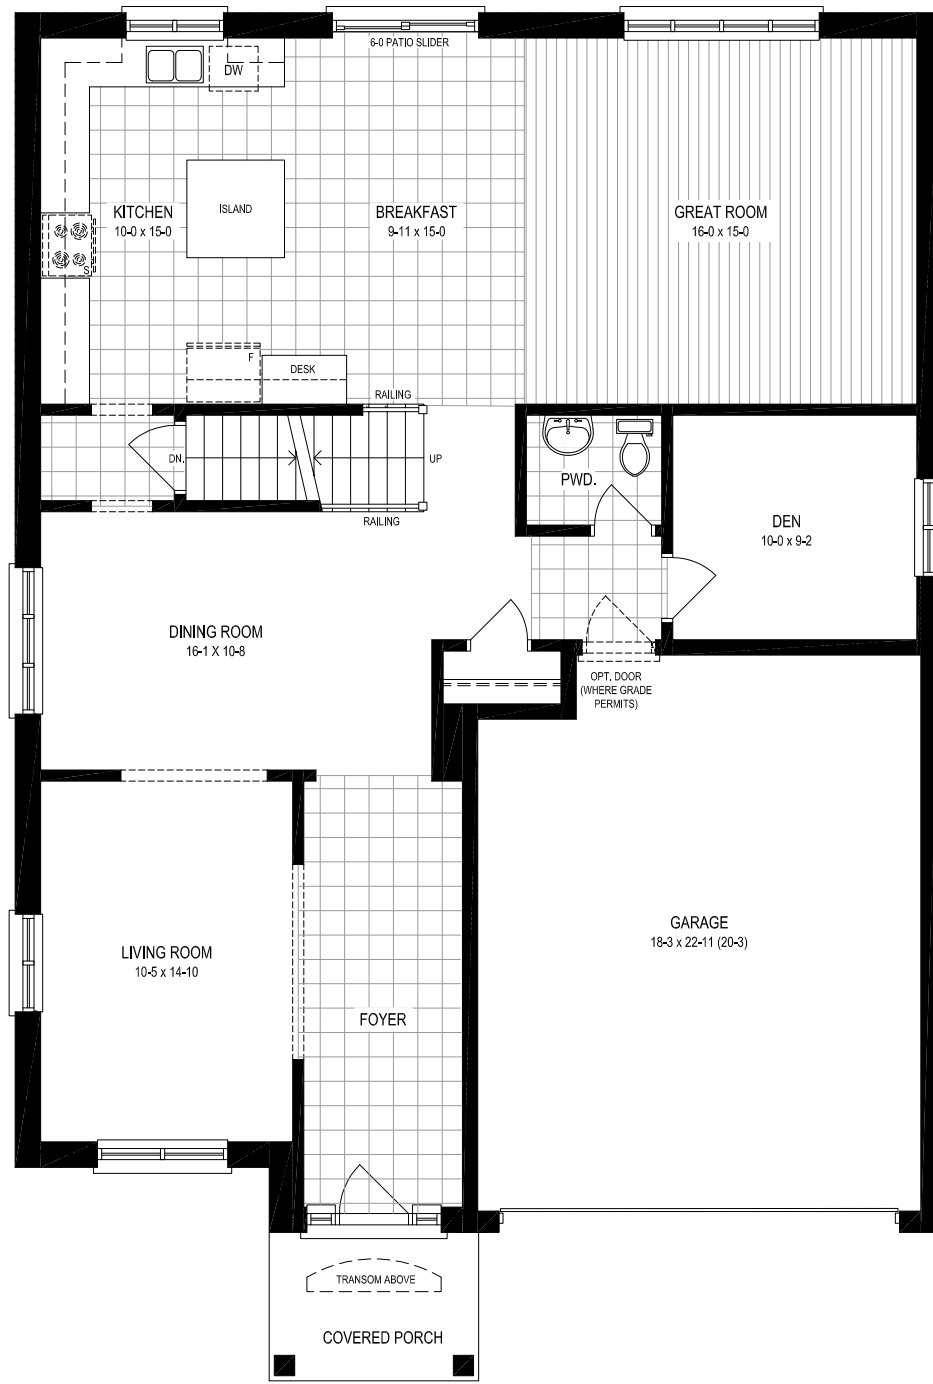 6-0 PATIO SLIDER
DW
KITCHEN
10-0 x 15-0
ISLAND
BREAKFAST
9-11 x 15-0
GREAT ROOM
16-0 x 15-0
S
F
DESK
RAILING
DN.
UP
RAILING
PWD.
DEN
10-0 x 9-2
DINING ROOM
16-1 X 10-8
OPT. DOOR
(WHERE GRADE
PERMITS)
LIVING ROOM
10-5 x 14-10
GARAGE
18-3 x 22-11 (20-3)
FOYER
TRANSOM ABOVE
COVERED PORCH